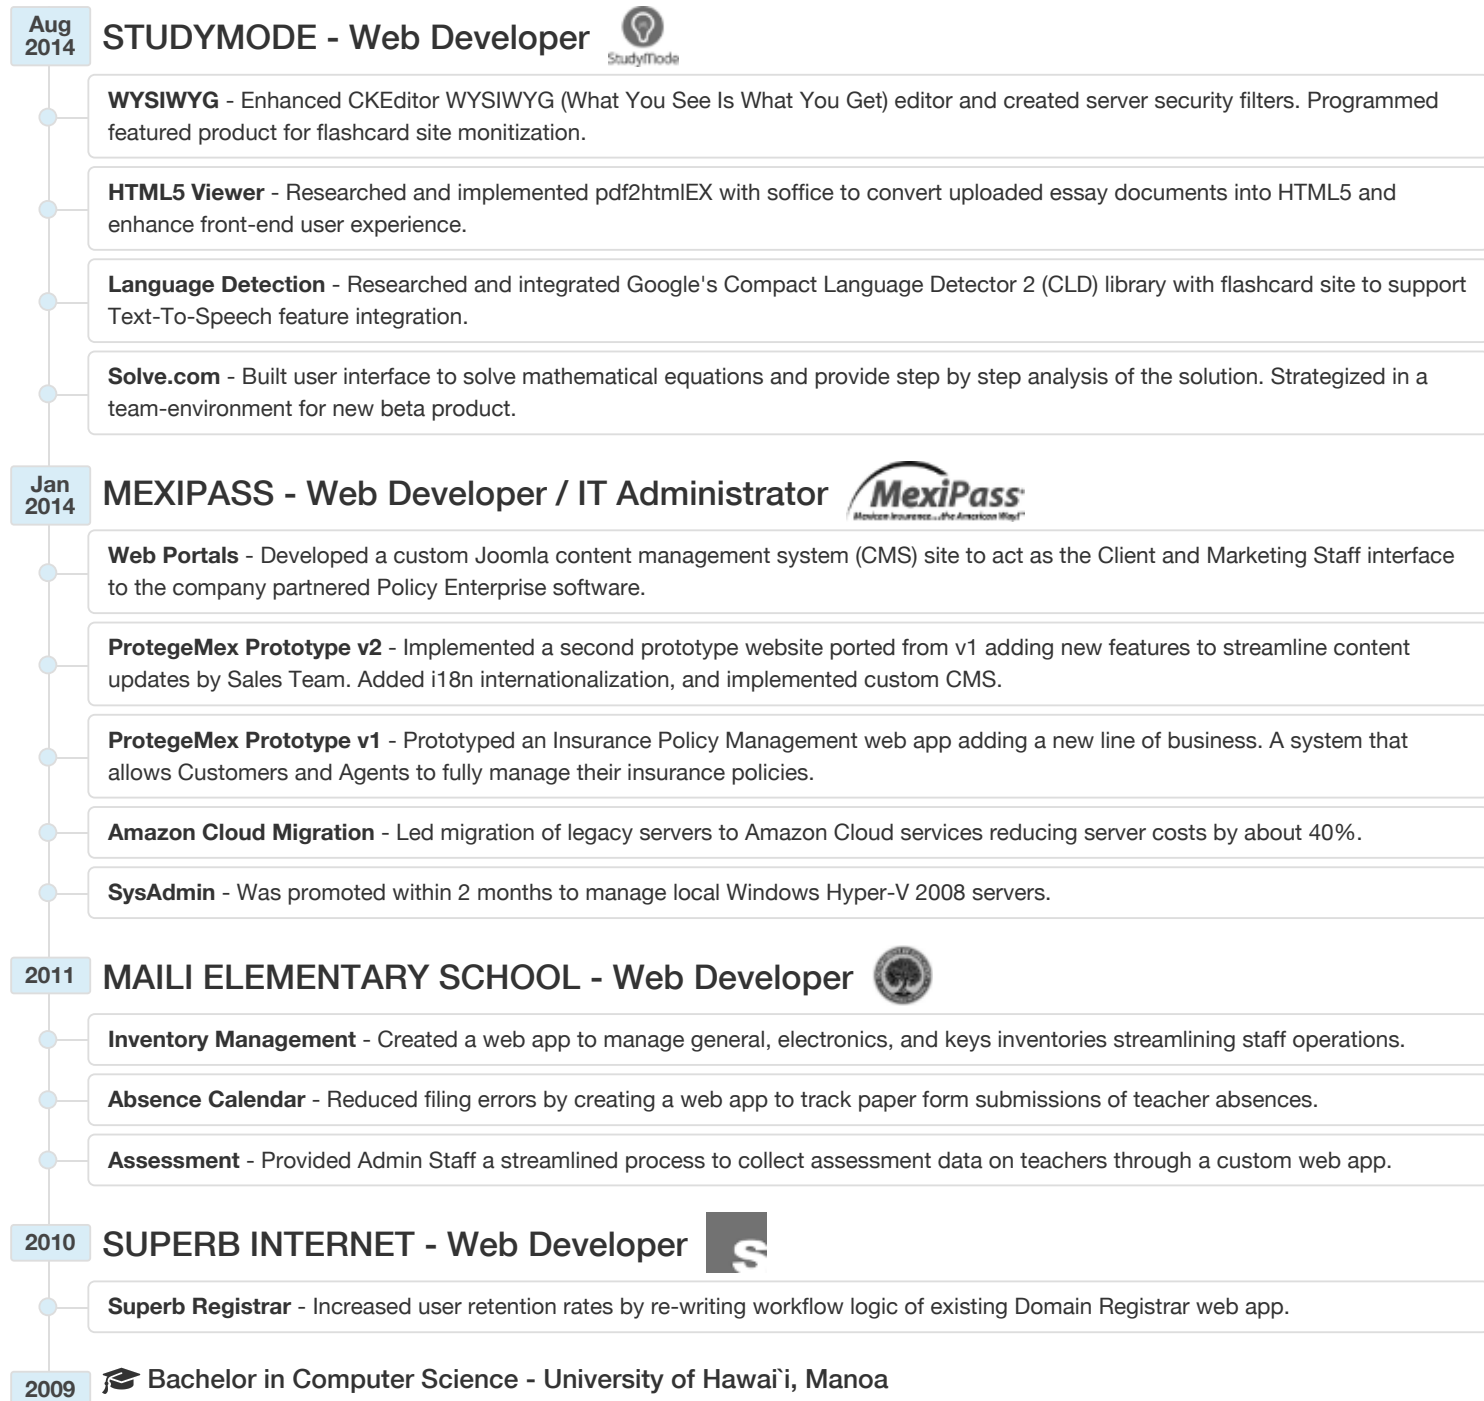 Aug
2014
STUDYMODE - Web Developer
StudyMode
WYSIWYG - Enhanced CKEditor WYSIWYG (What You See Is What You Get) editor and created server security filters. Programmed
featured product for flashcard site monitization.
HTML5 Viewer - Researched and implemented pdf2htmlEX with soffice to convert uploaded essay documents into HTML5 and
enhance front-end user experience.
Language Detection - Researched and integrated Google's Compact Language Detector 2 (CLD) library with flashcard site to support
Text-To-Speech feature integration.
Solve.com - Built user interface to solve mathematical equations and provide step by step analysis of the solution. Strategized in a
team-environment for new beta product.
Jan
2014
MEXIPASS - Web Developer / IT Administrator
MexiPass
Mexican Insurance...the American Way!
Web Portals - Developed a custom Joomla content management system (CMS) site to act as the Client and Marketing Staff interface
to the company partnered Policy Enterprise software.
ProtegeMex Prototype v2 - Implemented a second prototype website ported from v1 adding new features to streamline content
updates by Sales Team. Added i18n internationalization, and implemented custom CMS.
ProtegeMex Prototype v1 - Prototyped an Insurance Policy Management web app adding a new line of business. A system that
allows Customers and Agents to fully manage their insurance policies.
Amazon Cloud Migration - Led migration of legacy servers to Amazon Cloud services reducing server costs by about 40%.
SysAdmin - Was promoted within 2 months to manage local Windows Hyper-V 2008 servers.
2011
MAILI ELEMENTARY SCHOOL - Web Developer
Inventory Management - Created a web app to manage general, electronics, and keys inventories streamlining staff operations.
Absence Calendar - Reduced filing errors by creating a web app to track paper form submissions of teacher absences.
Assessment - Provided Admin Staff a streamlined process to collect assessment data on teachers through a custom web app.
2010
SUPERB INTERNET - Web Developer
s
Superb Registrar - Increased user retention rates by re-writing workflow logic of existing Domain Registrar web app.
2009
Bachelor in Computer Science - University of Hawai`i, Manoa